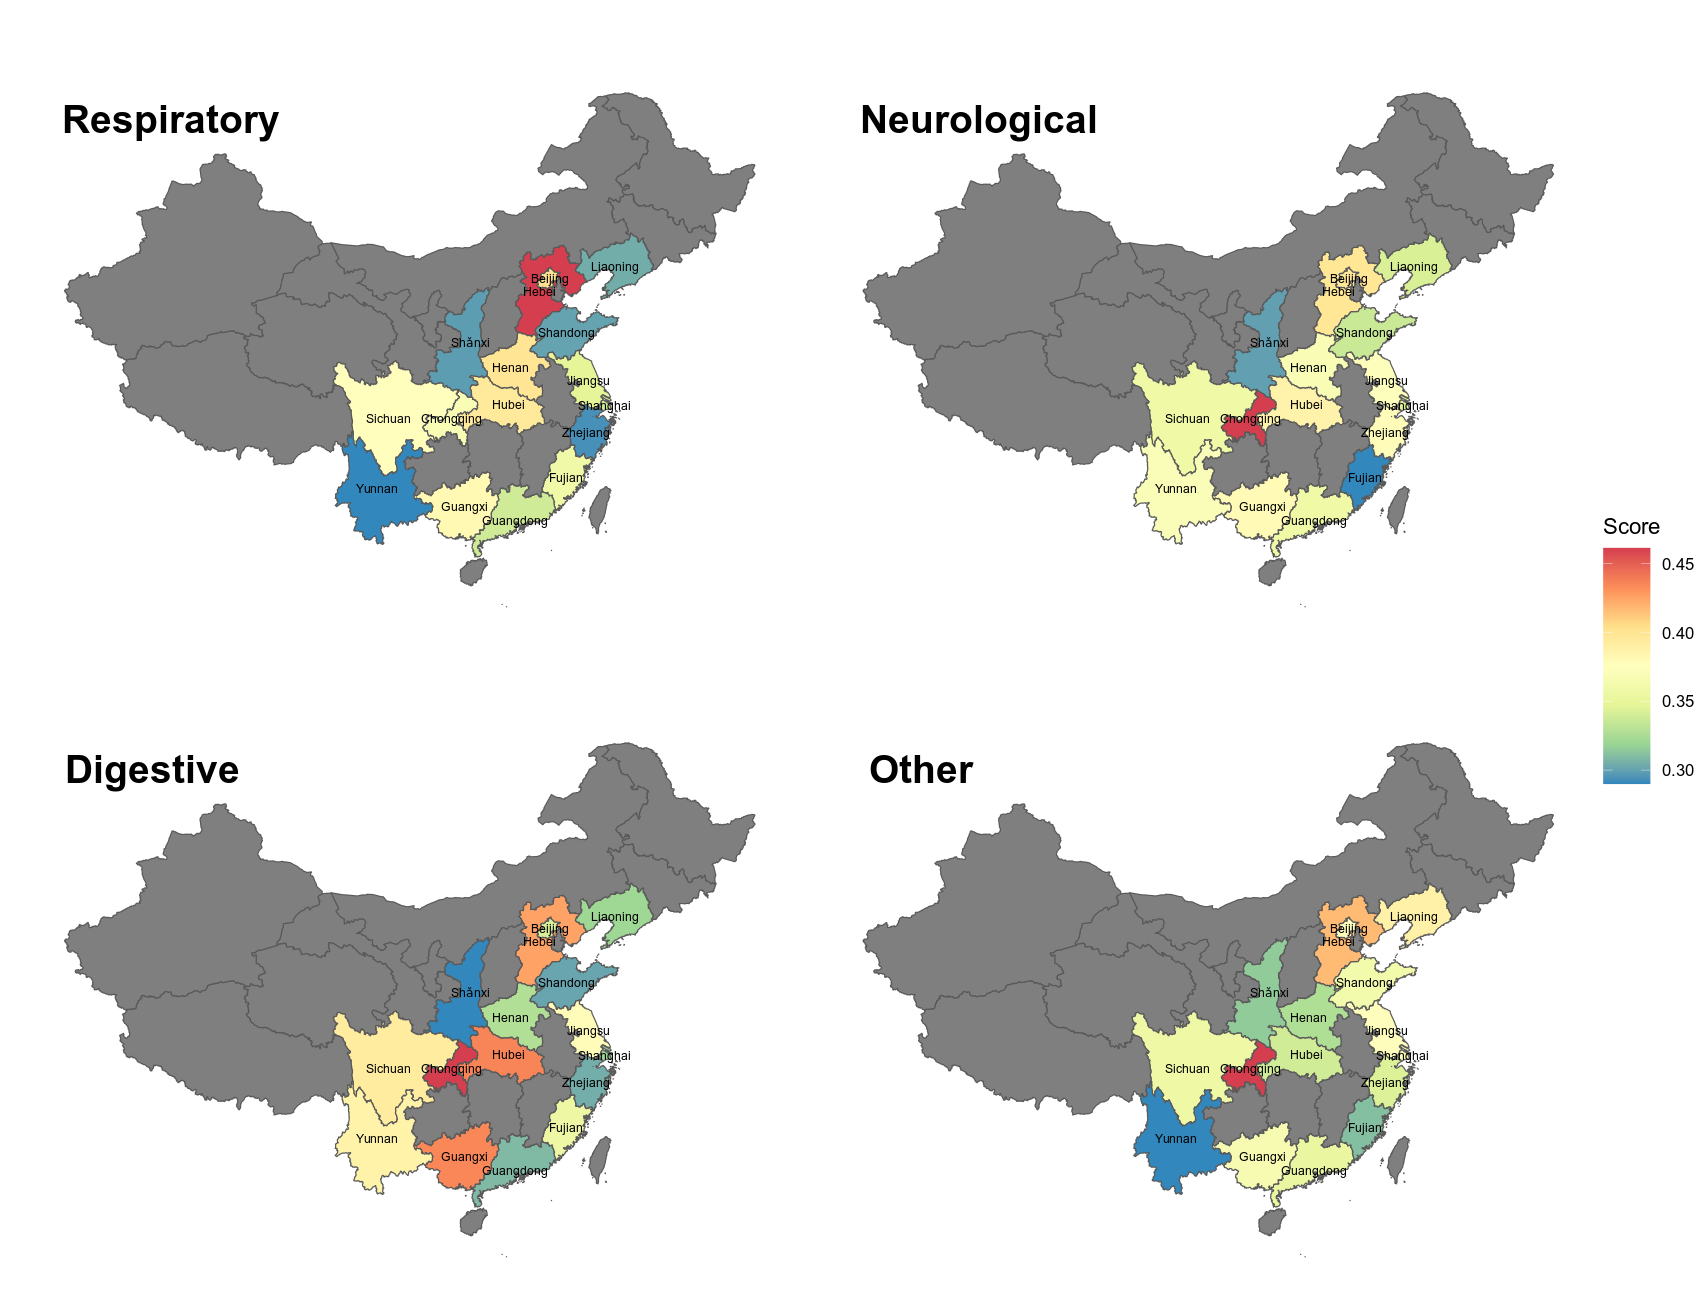 Respiratory
Beijing
Liaoning
Hebei
Shandong
Shǎnxi
Henan
Jiangsu
Hubei
Shanghai
Sichuan
Chongqing
Zhejiang
Fujian
Yunnan
Guangxi
Guangdong
Neurological
Beijing
Liaoning
Hebei
Shandong
Shǎnxi
Henan
Jiangsu
Hubei
Shanghai
Sichuan
Chongqing
Zhejiang
Fujian
Yunnan
Guangxi
Guangdong
Score
0.45
0.40
0.35
0.30
Digestive
Liaoning
Beijing
Hebei
Shandong
Shǎnxi
Henan
Jiangsu
Hubei
Shanghai
Sichuan
Chongqing
Zhejiang
Fujian
Yunnan
Guangxi
Guangdong
Other
Liaoning
Beijing
Hebei
Shandong
Shǎnxi
Henan
Jiangsu
Hubei
Shanghai
Sichuan
Chongqing
Zhejiang
Fujian
Yunnan
Guangxi
Guangdong